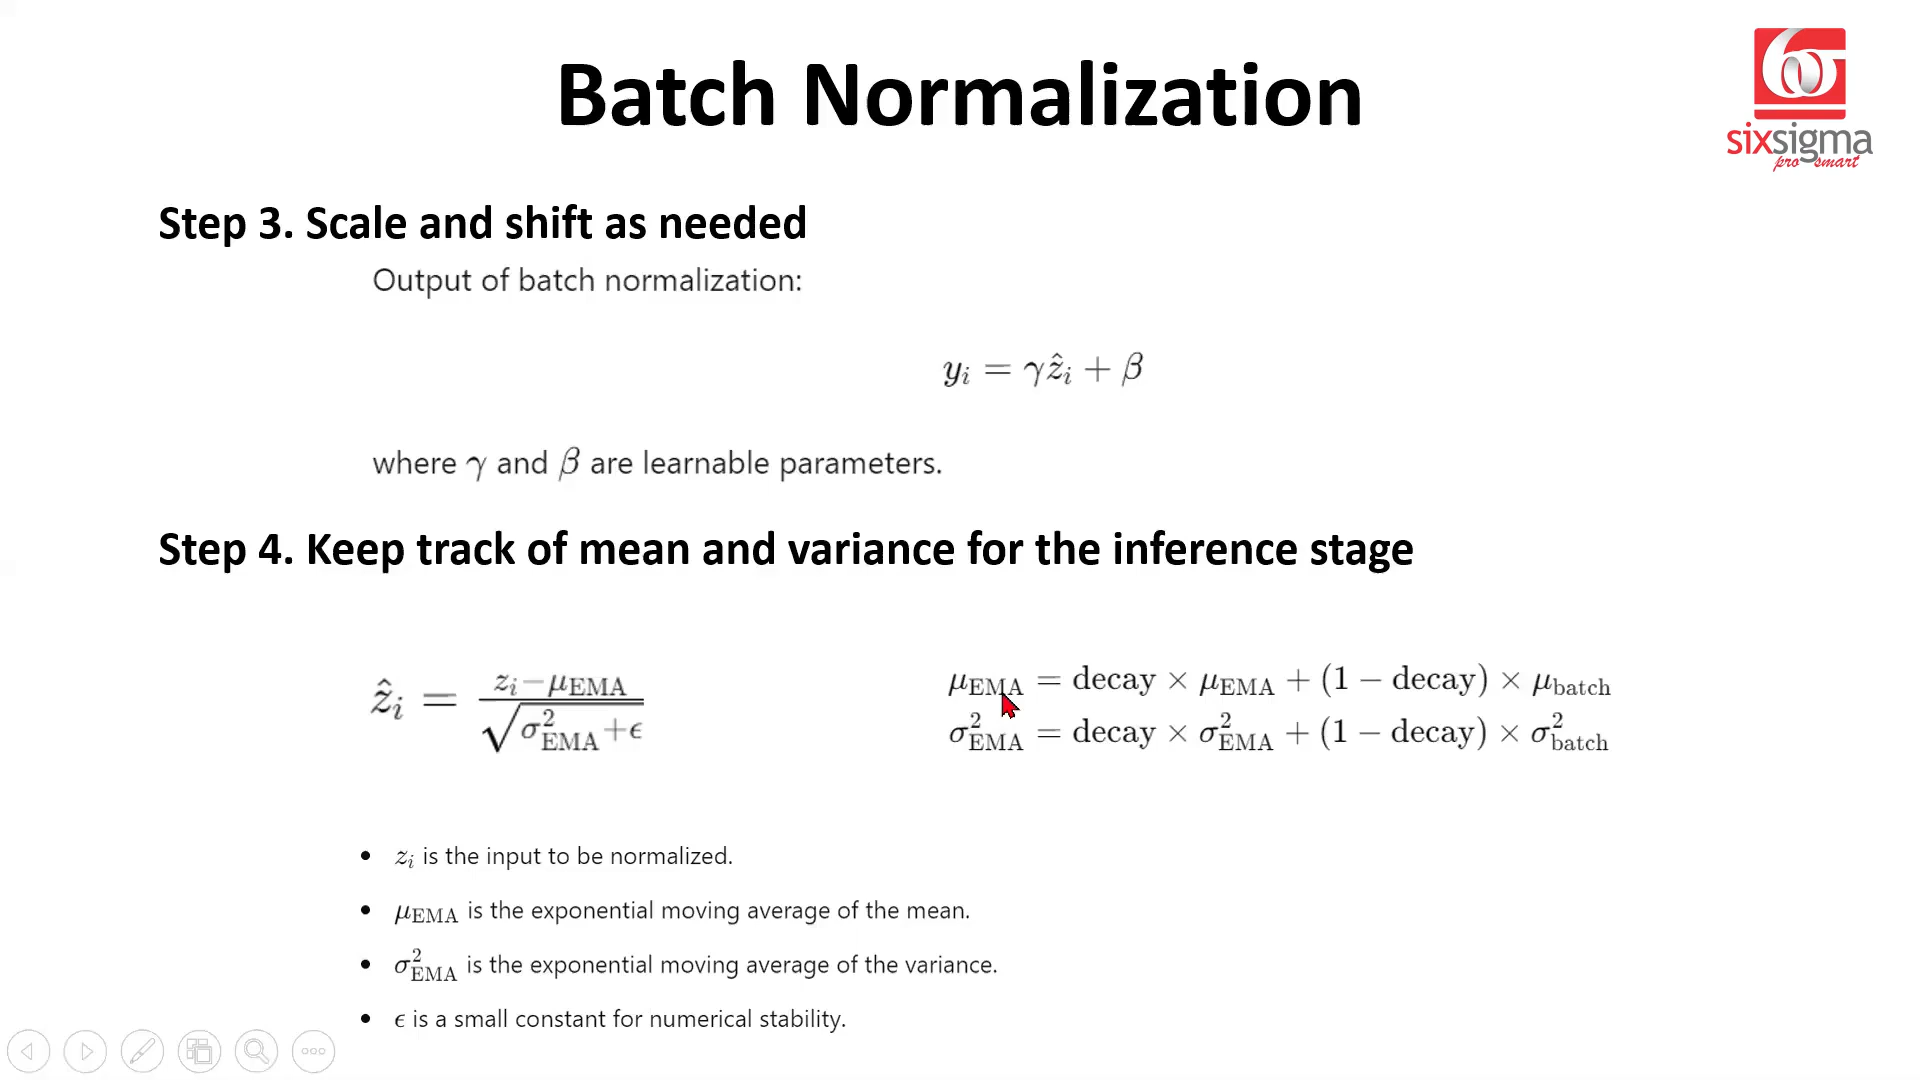 Batch Normalization
sixsigma
pro smart
Step 3. Scale and shift as needed
Output of batch normalization:
y_i = γẑ_i + β
where γ and β are learnable parameters.
Step 4. Keep track of mean and variance for the inference stage
ẑ_i = (z_i − μ_EMA) / √(σ²_EMA + ϵ)
μ_EMA = decay × μ_EMA + (1 − decay) × μ_batch
σ²_EMA = decay × σ²_EMA + (1 − decay) × σ²_batch
• z_i is the input to be normalized.
• μ_EMA is the exponential moving average of the mean.
• σ²_EMA is the exponential moving average of the variance.
• ϵ is a small constant for numerical stability.